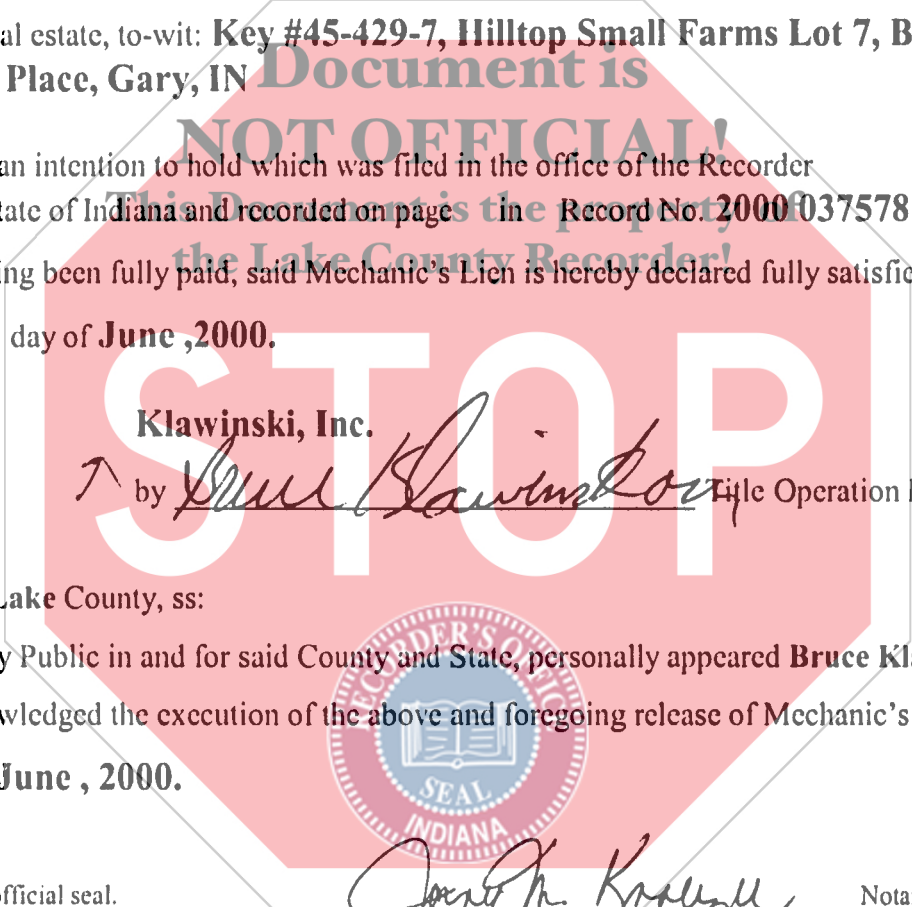 al estate, to-wit: Key #45-429-7, Hilltop Small Farms Lot 7, B
Place, Gary, IN
Document is
NOT OFFICIAL!
an intention to hold which was filed in the office of the Recorder
tate of Indiana and recorded on page in Record No. 2000 037578
This Document is the property of
the Lake County Recorder!
ing been fully paid, said Mechanic's Lien is hereby declared fully satisfie
day of June ,2000.
STOP
Klawinski, Inc.
by Bruce Klawinski Title Operation
Lake County, ss:
y Public in and for said County and State, personally appeared Bruce Kla
wledged the execution of the above and foregoing release of Mechanic's
June , 2000.
RECORDER'S OFFICE
SEAL
INDIANA
official seal.
Nota